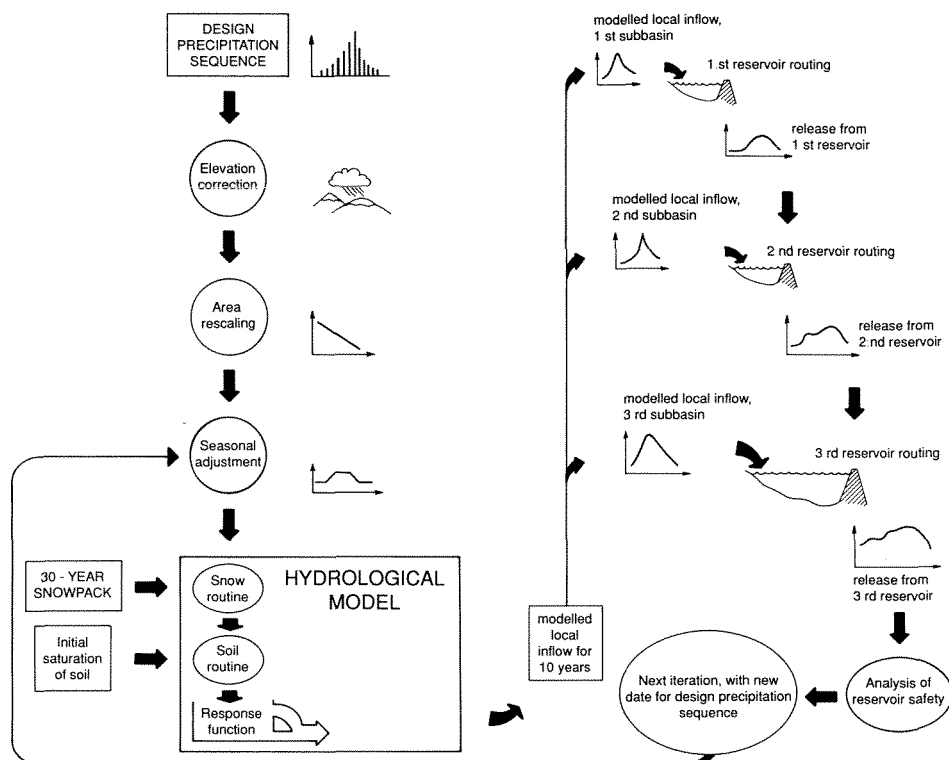 DESIGN
PRECIPITATION
SEQUENCE
Elevation
correction
Area
rescaling
Seasonal
adjustment
30 - YEAR
SNOWPACK
Initial
saturation
of soil
HYDROLOGICAL
MODEL
Snow
routine
Soil
routine
Response
function
modelled
local
inflow for
10 years
modelled local inflow,
1 st subbasin
1.st reservoir routing
release from
1 st reservoir
modelled local inflow,
2 nd subbasin
2 nd reservoir routing
release from
2:nd reservoir
modelled local inflow,
3 rd subbasin
3 rd reservoir routing
release from
3 rd reservoir
Analysis of
reservoir safety
Next iteration, with new
date for design precipitation
sequence